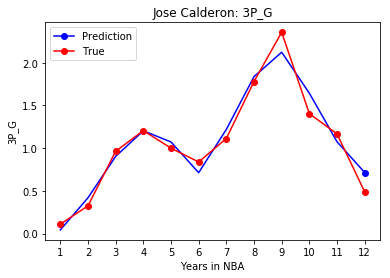 Jose Calderon: 3P_G
Prediction
True
3P_G
2.0
1.5
1.0
0.5
0.0
1 2 3 4 5 6 7 8 9 10 11 12
Years in NBA